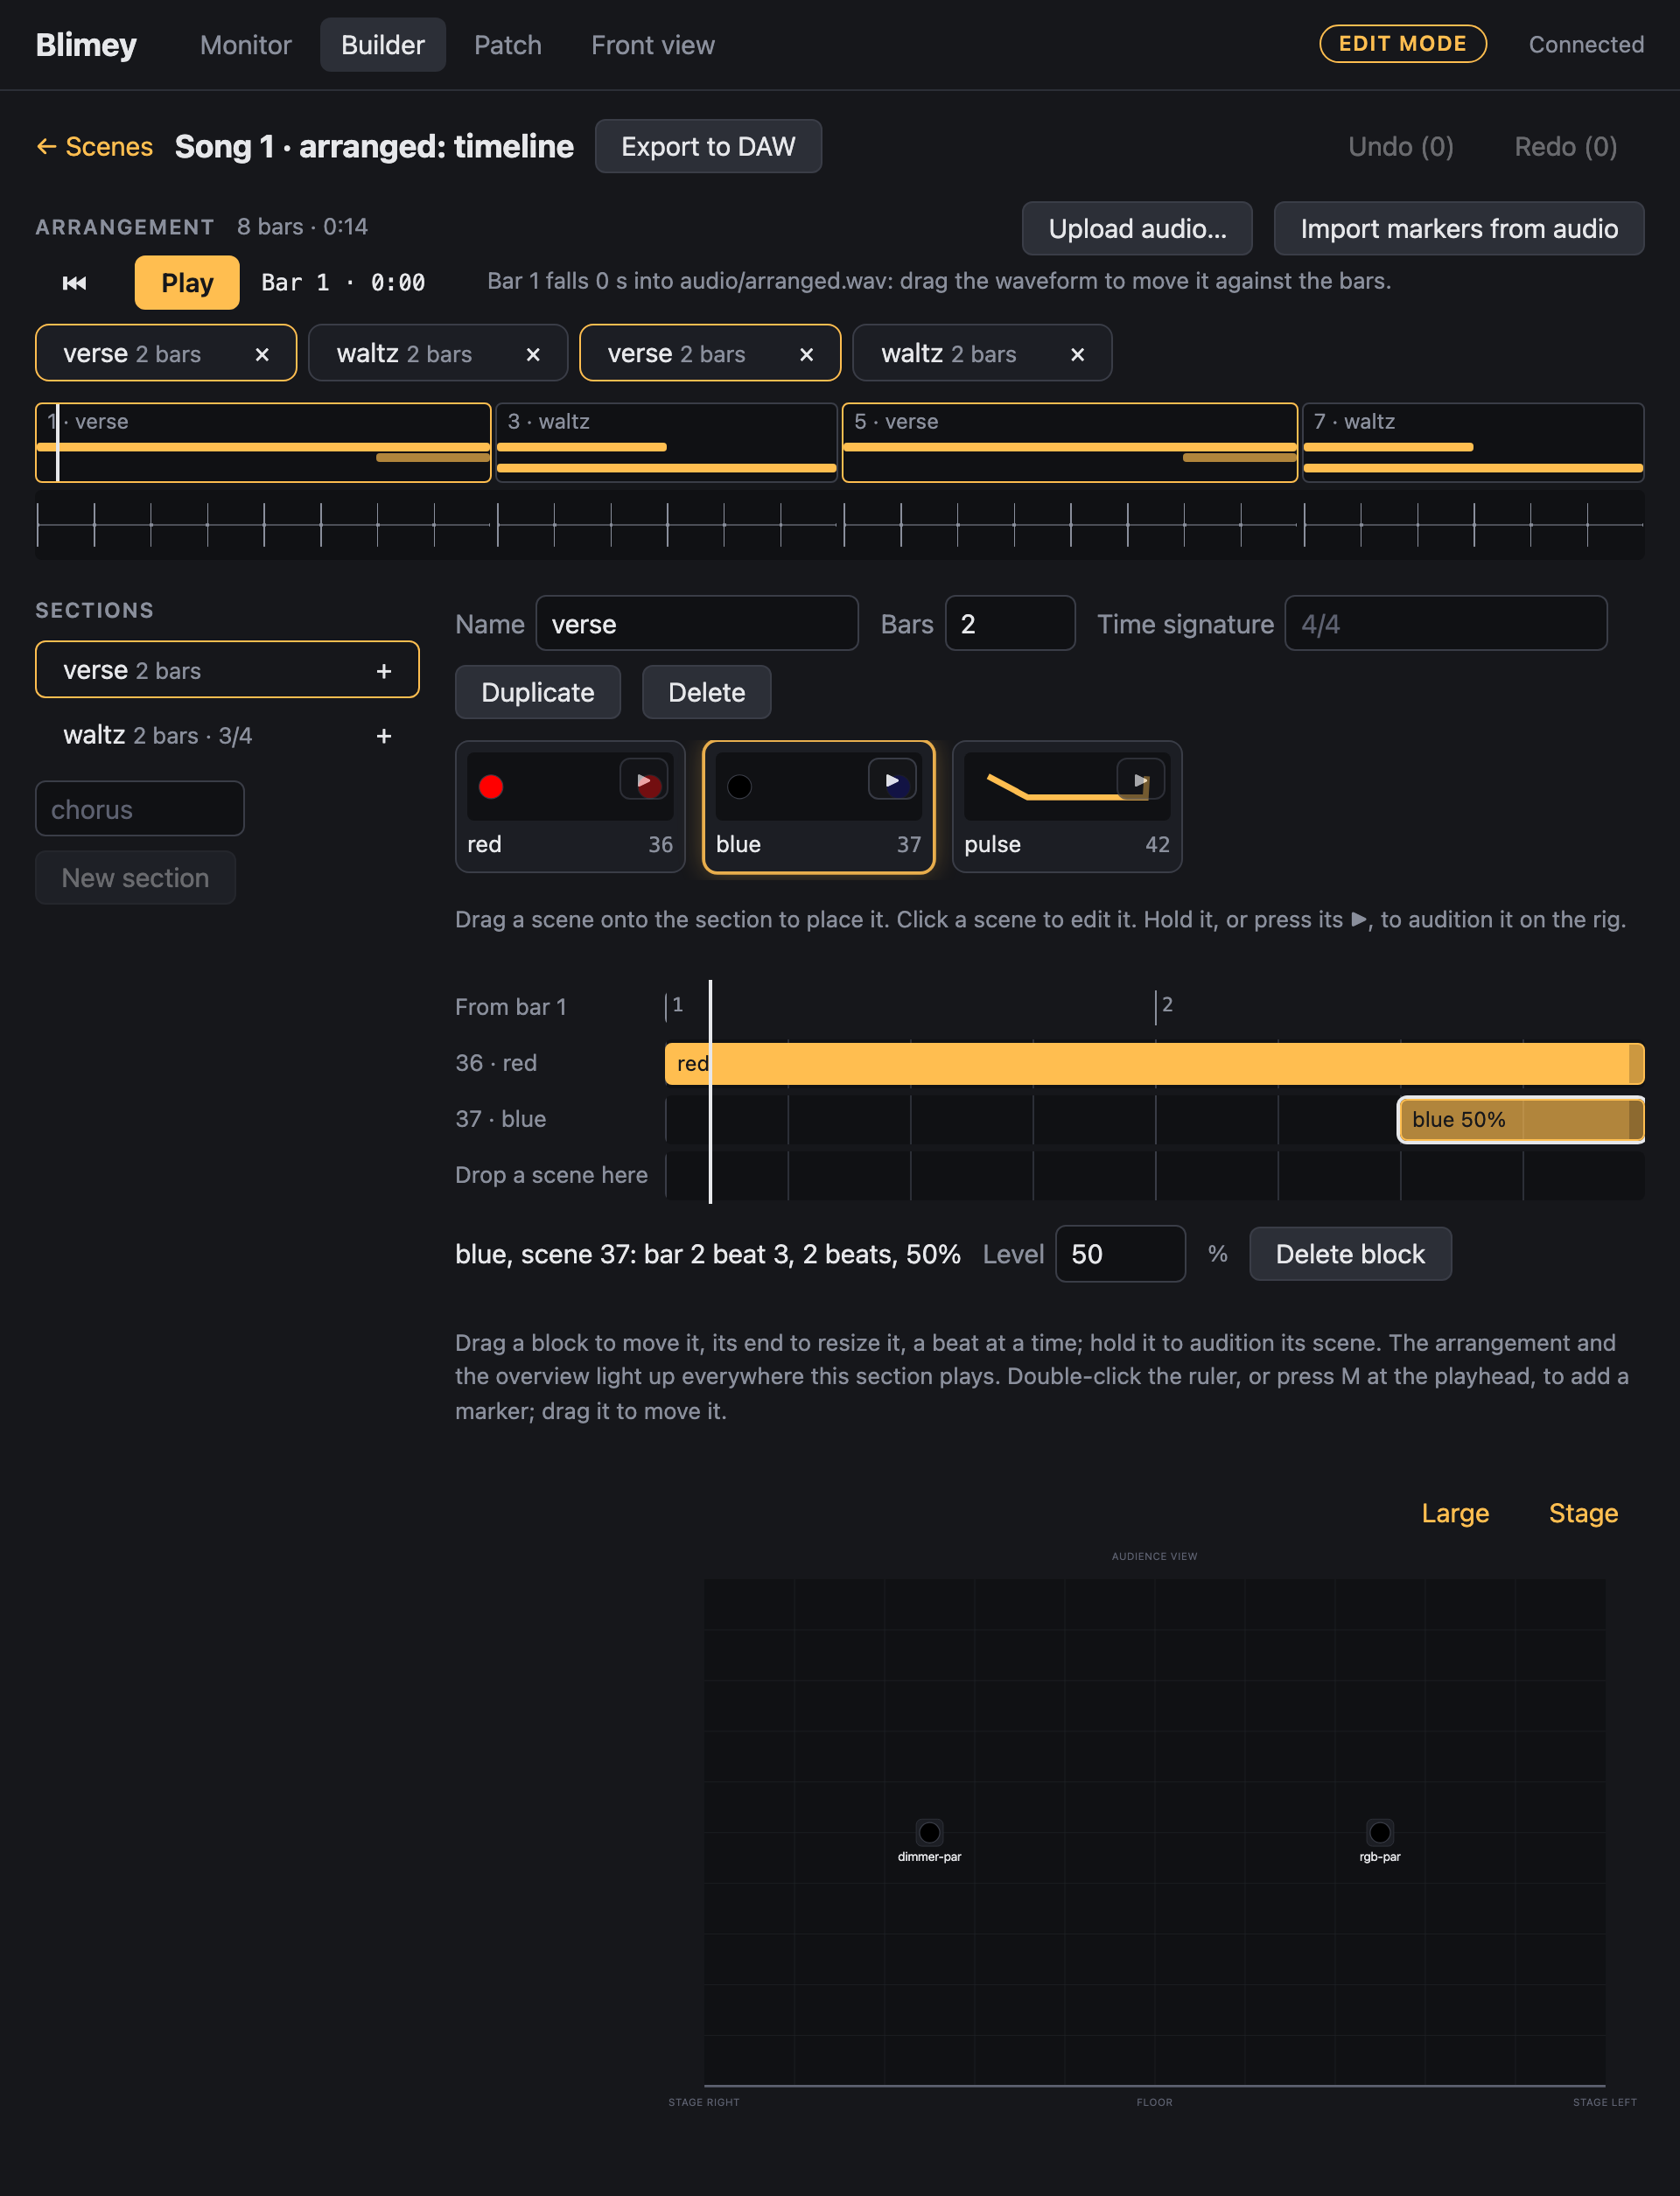 Blimey Monitor Builder Patch Front view EDIT MODE Connected
← Scenes Song 1 · arranged: timeline Export to DAW Undo (0) Redo (0)
ARRANGEMENT 8 bars · 0:14 Upload audio... Import markers from audio
⏮ Play Bar 1 · 0:00 Bar 1 falls 0 s into audio/arranged.wav: drag the waveform to move it against the bars.
verse 2 bars × waltz 2 bars × verse 2 bars × waltz 2 bars ×
1 · verse 3 · waltz 5 · verse 7 · waltz
SECTIONS
verse 2 bars +
waltz 2 bars · 3/4 +
chorus
New section
Name verse Bars 2 Time signature 4/4
Duplicate Delete
red 36 blue 37 pulse 42
Drag a scene onto the section to place it. Click a scene to edit it. Hold it, or press its ▶, to audition it on the rig.
From bar 1 1 2
36 · red red
37 · blue blue 50%
Drop a scene here
blue, scene 37: bar 2 beat 3, 2 beats, 50% Level 50 % Delete block
Drag a block to move it, its end to resize it, a beat at a time; hold it to audition its scene. The arrangement and
the overview light up everywhere this section plays. Double-click the ruler, or press M at the playhead, to add a
marker; drag it to move it.
Large Stage
AUDIENCE VIEW
dimmer-par rgb-par
STAGE RIGHT FLOOR STAGE LEFT